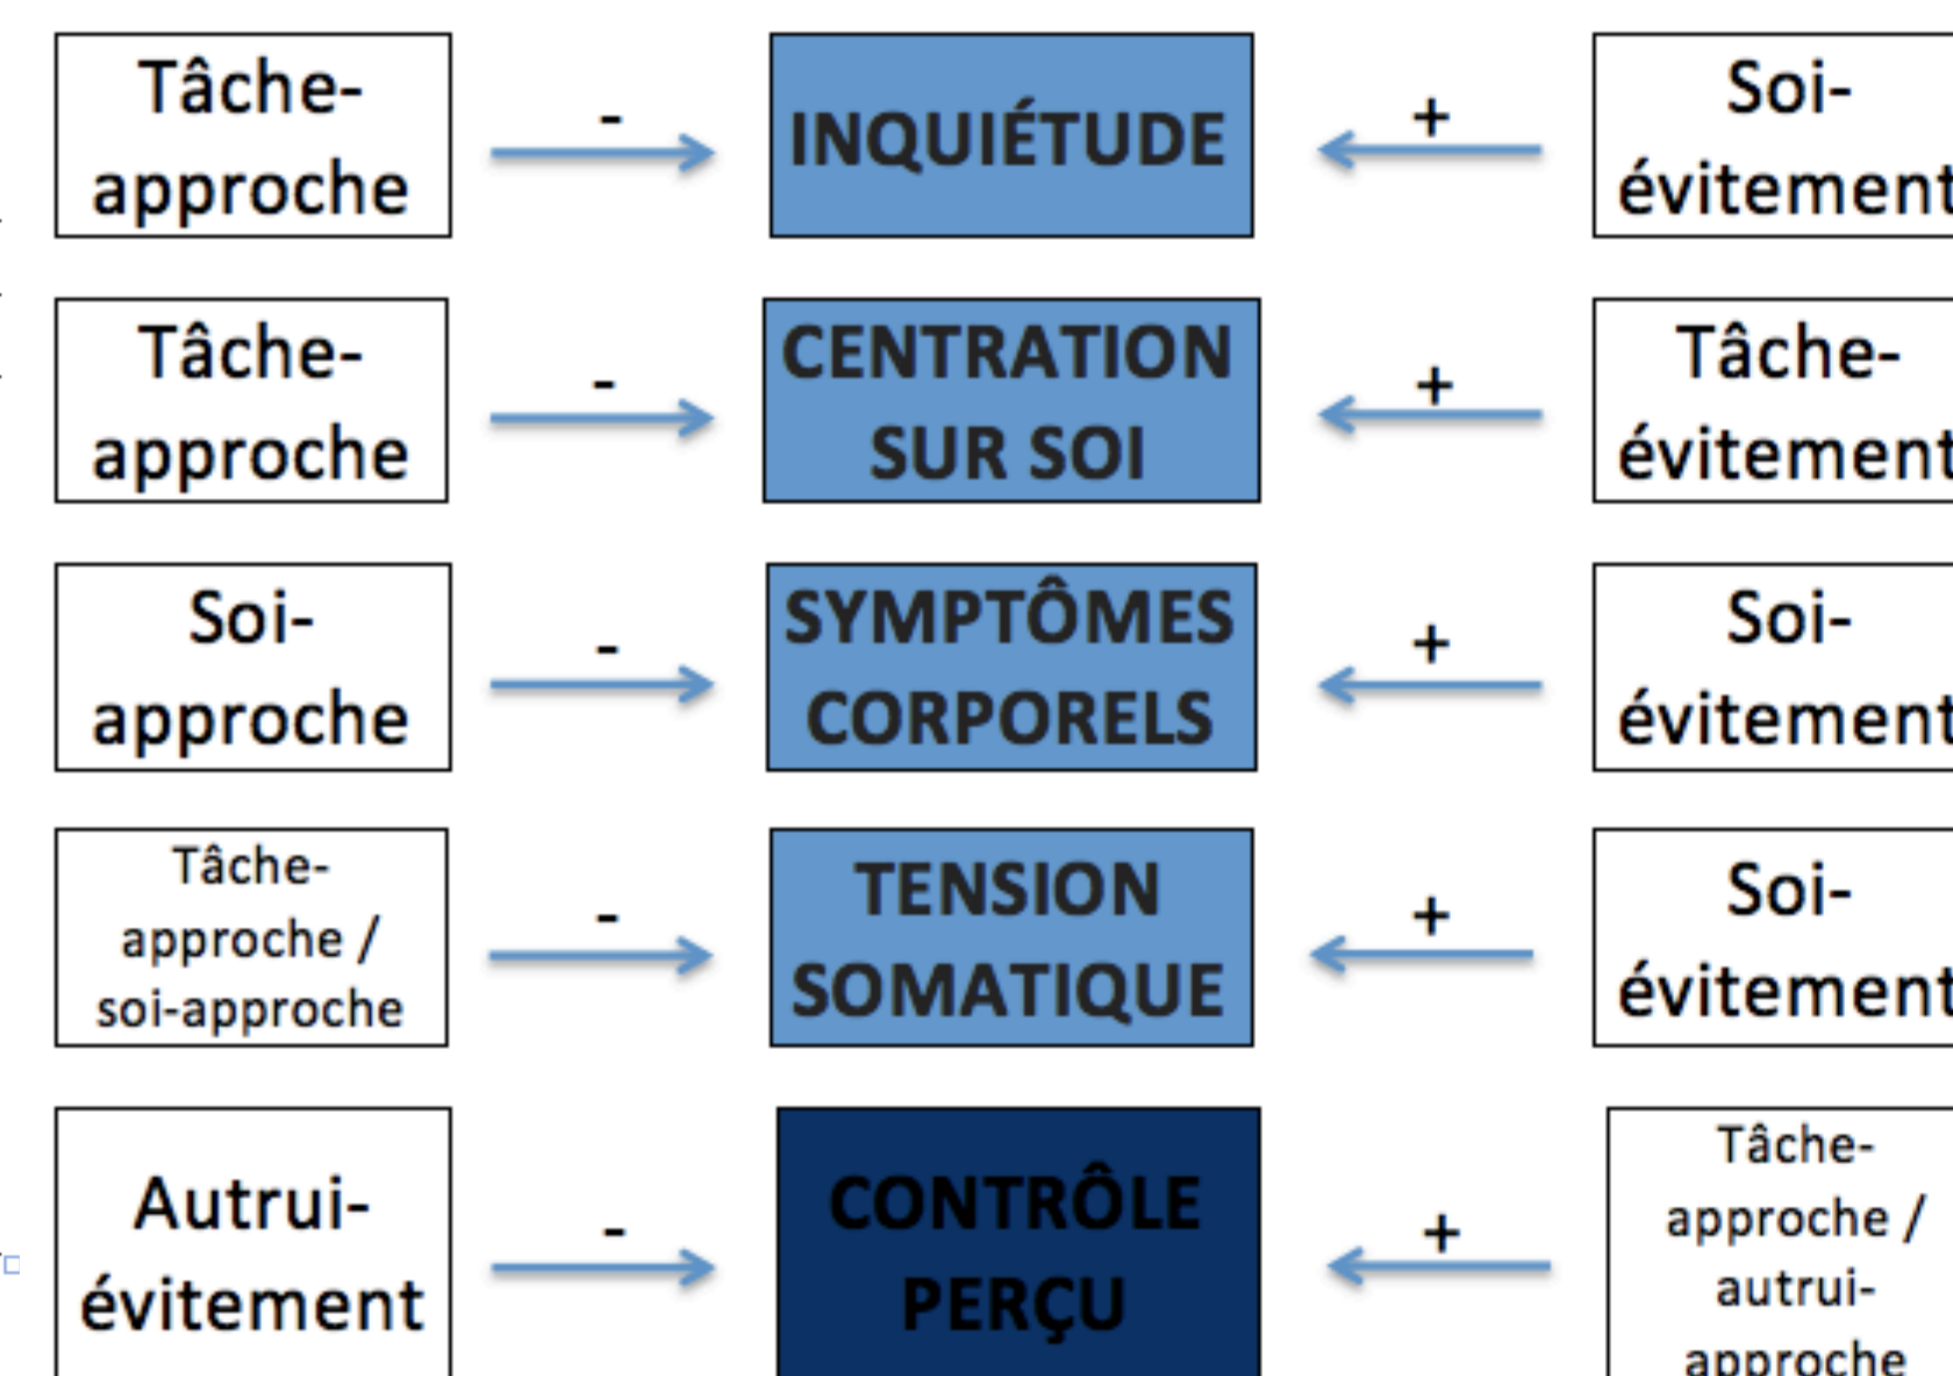 Tâche-
approche
-
INQUIÉTUDE
+
Soi-
évitement
Tâche-
approche
-
CENTRATION
SUR SOI
+
Tâche-
évitement
Soi-
approche
-
SYMPTÔMES
CORPORELS
+
Soi-
évitement
Tâche-
approche /
soi-approche
-
TENSION
SOMATIQUE
+
Soi-
évitement
Autrui-
évitement
-
CONTRÔLE
PERÇU
+
Tâche-
approche /
autrui-
approche